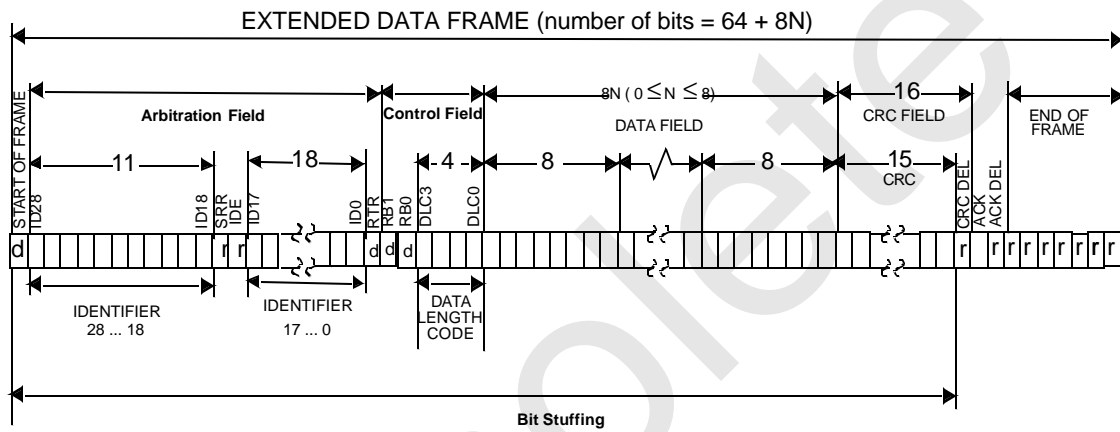 EXTENDED DATA FRAME (number of bits = 64 + 8N)
8N ( 0 ≤ N ≤ 8)
16
Arbitration Field
Control Field
DATA FIELD
CRC FIELD
END OF
FRAME
11
18
4
8
8
15
CRC
START OF FRAME
ID28
ID18
SRR
IDE
ID17
ID0
RTR
RB1
RB0
DLC3
DLC0
CRC DEL
ACK
ACK DEL
d r r d d d r r r r r r r r r
IDENTIFIER
28 ... 18
IDENTIFIER
17 ... 0
DATA
LENGTH
CODE
Bit Stuffing